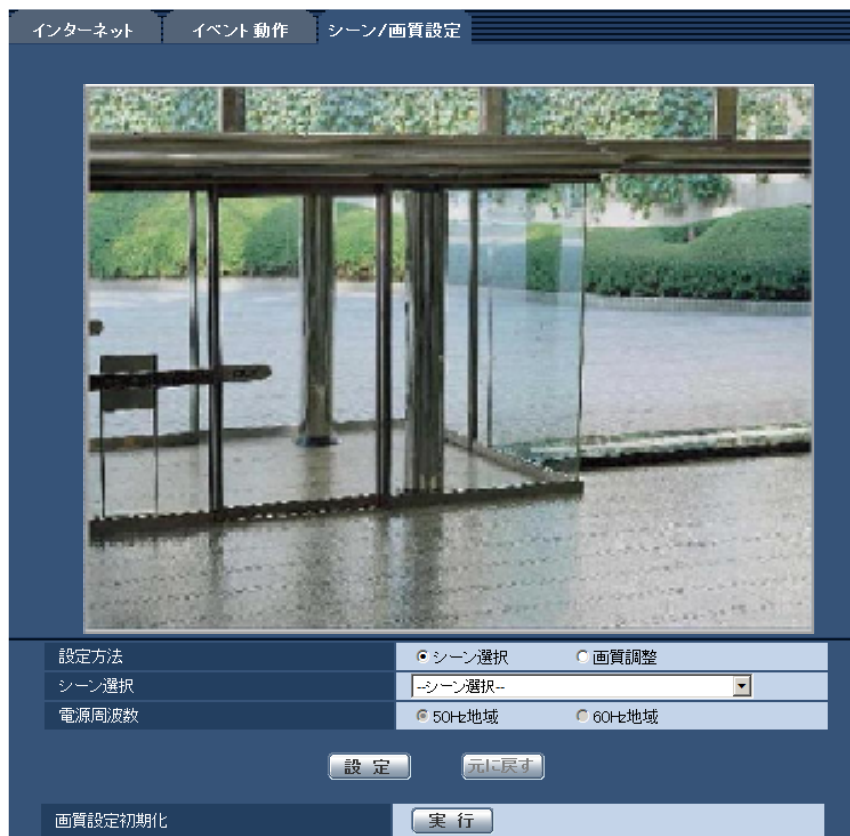 インターネット イベント動作 シーン/画質設定
設定方法 シーン選択 画質調整
シーン選択 --シーン選択--
電源周波数 50Hz地域 60Hz地域
設 定 元に戻す
画質設定初期化 実 行